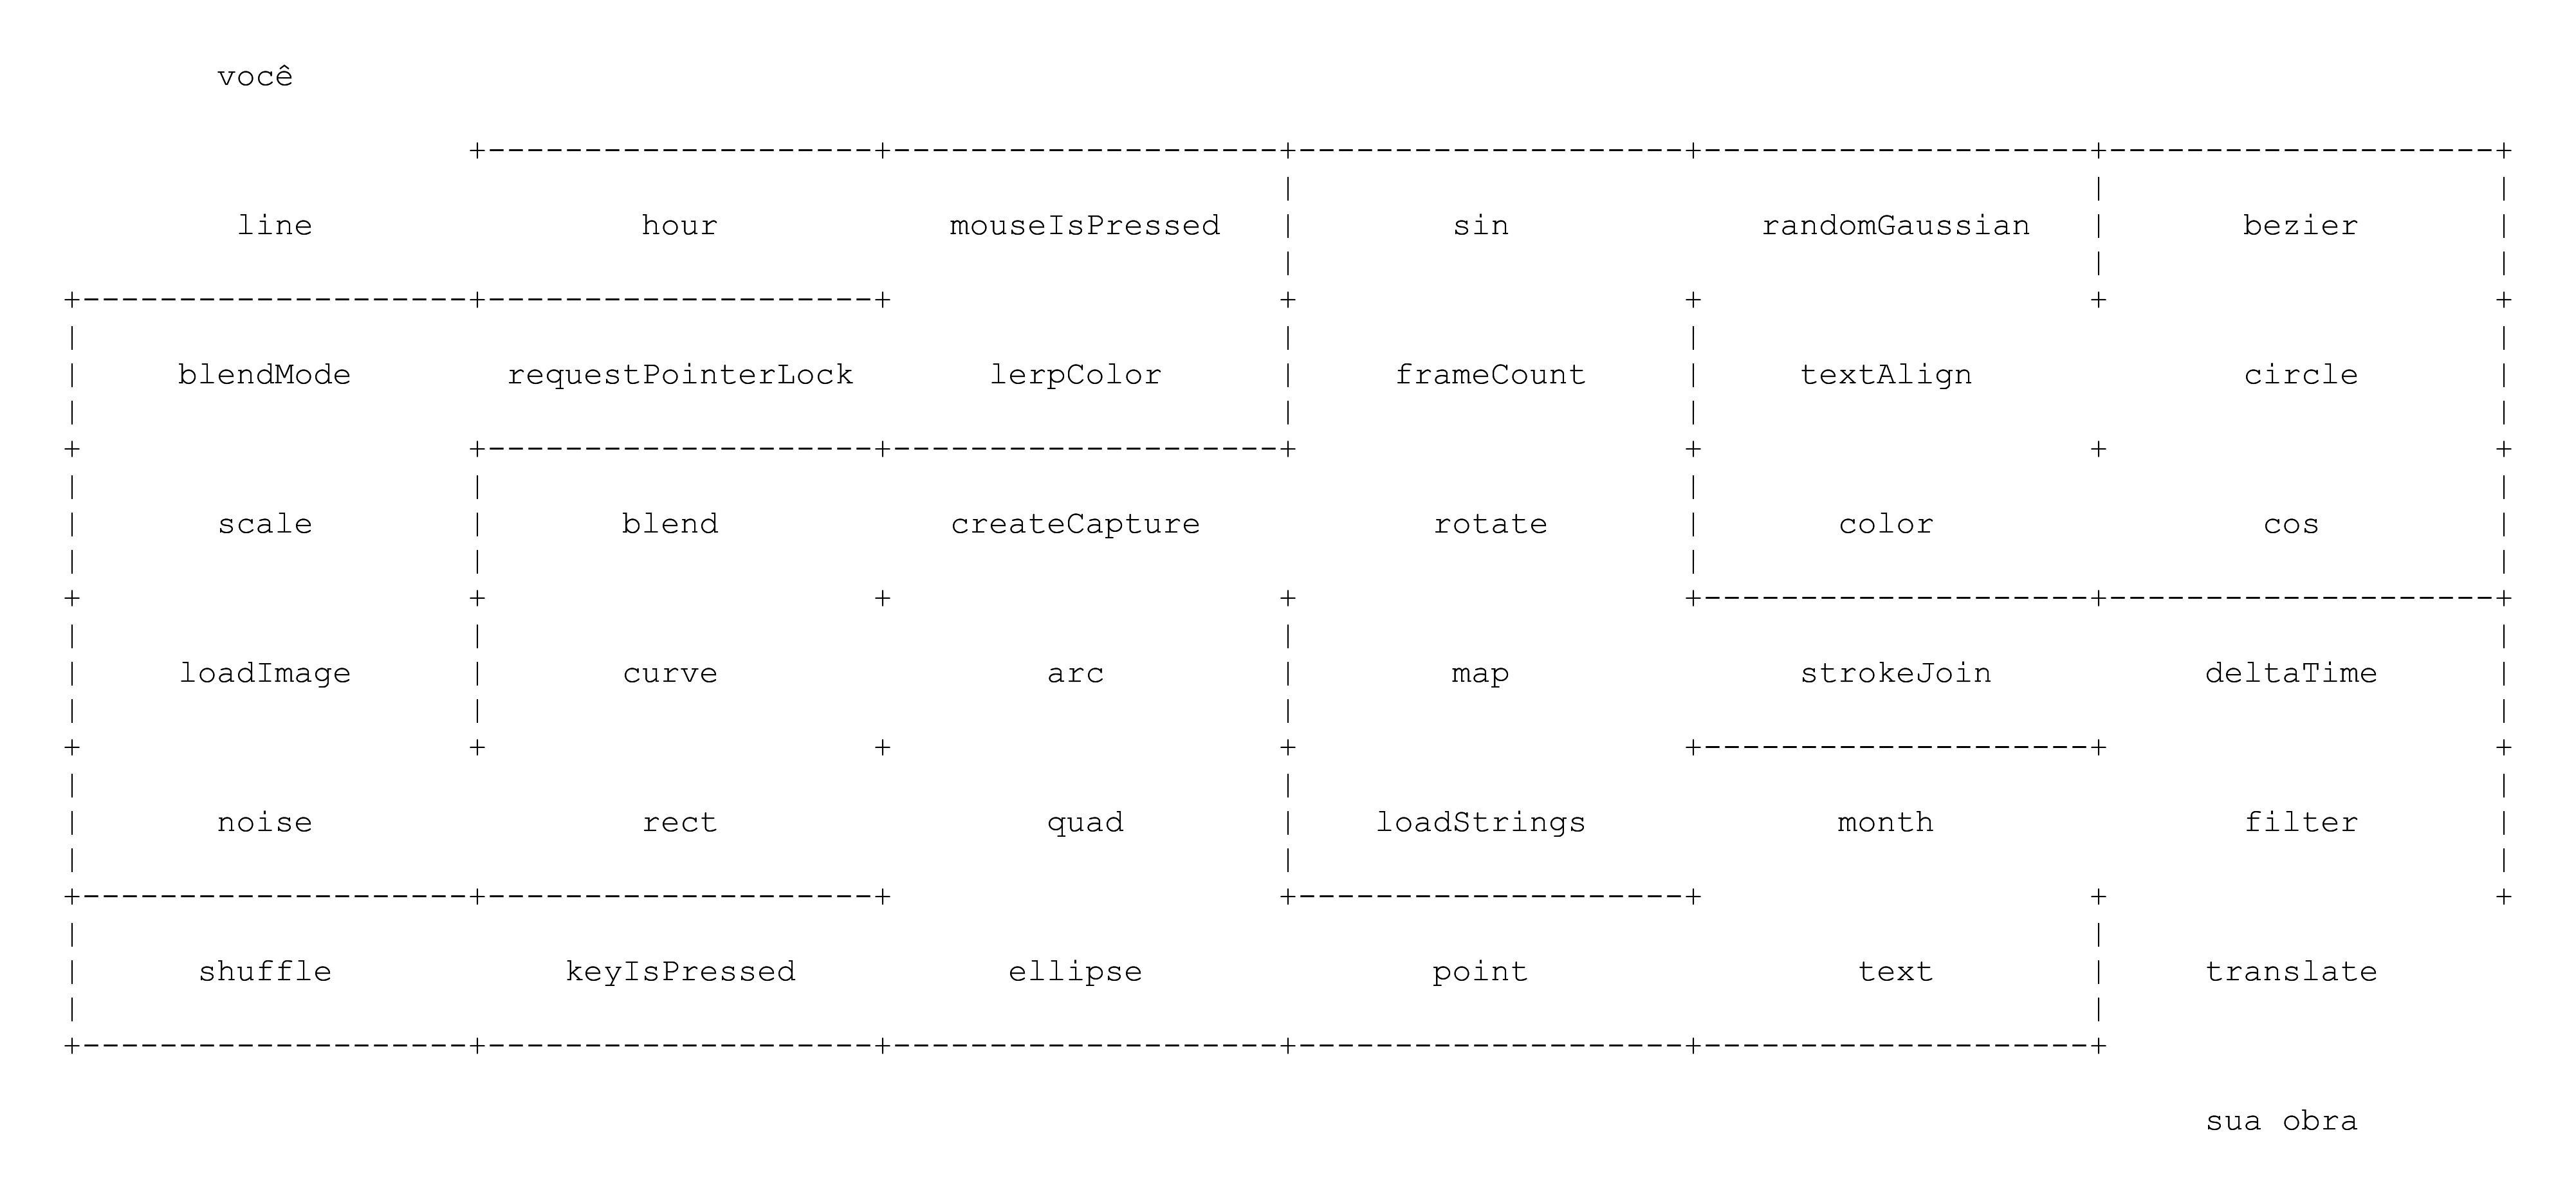 você
line hour mouseIsPressed sin randomGaussian bezier
blendMode requestPointerLock lerpColor frameCount textAlign circle
scale blend createCapture rotate color cos
loadImage curve arc map strokeJoin deltaTime
noise rect quad loadStrings month filter
shuffle keyIsPressed ellipse point text translate
sua obra